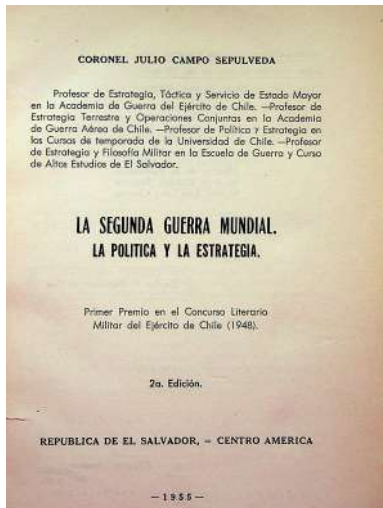 CORONEL JULIO CAMPO SEPULVEDA
Profesor de Estrategia, Táctica y Servicio de Estado Mayor
en la Academia de Guerra del Ejército de Chile. —Profesor de
Estrategia Terrestre y Operaciones Conjuntas en la Academia
de Guerra Aérea de Chile. —Profesor de Política y Estrategia en
los Cursos de temporada de la Universidad de Chile. —Profesor
de Estrategia y Filosofía Militar en la Escuela de Guerra y Curso
de Altos Estudios de El Salvador.
LA SEGUNDA GUERRA MUNDIAL.
LA POLITICA Y LA ESTRATEGIA.
Primer Premio en el Concurso Literario
Militar del Ejército de Chile (1948).
2a. Edición.
REPUBLICA DE EL SALVADOR, — CENTRO AMERICA
—1955—